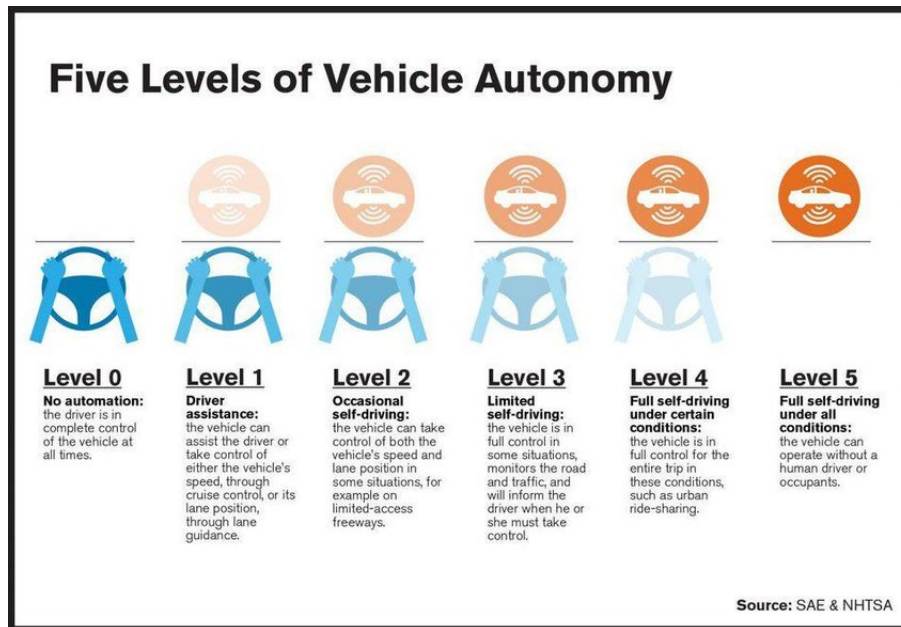 Five Levels of Vehicle Autonomy
Level 0
No automation:
the driver is in
complete control
of the vehicle at
all times.
Level 1
Driver
assistance:
the vehicle can
assist the driver or
take control of
either the vehicle's
speed, through
cruise control, or its
lane position,
through lane
guidance.
Level 2
Occasional
self-driving:
the vehicle can take
control of both the
vehicle's speed and
lane position in
some situations, for
example on
limited-access
freeways.
Level 3
Limited
self-driving:
the vehicle is in
full control in
some situations,
monitors the road
and traffic, and
will inform the
driver when he or
she must take
control.
Level 4
Full self-driving
under certain
conditions:
the vehicle is in
full control for the
entire trip in
these conditions,
such as urban
ride-sharing.
Level 5
Full self-driving
under all
conditions:
the vehicle can
operate without a
human driver or
occupants.
Source: SAE & NHTSA